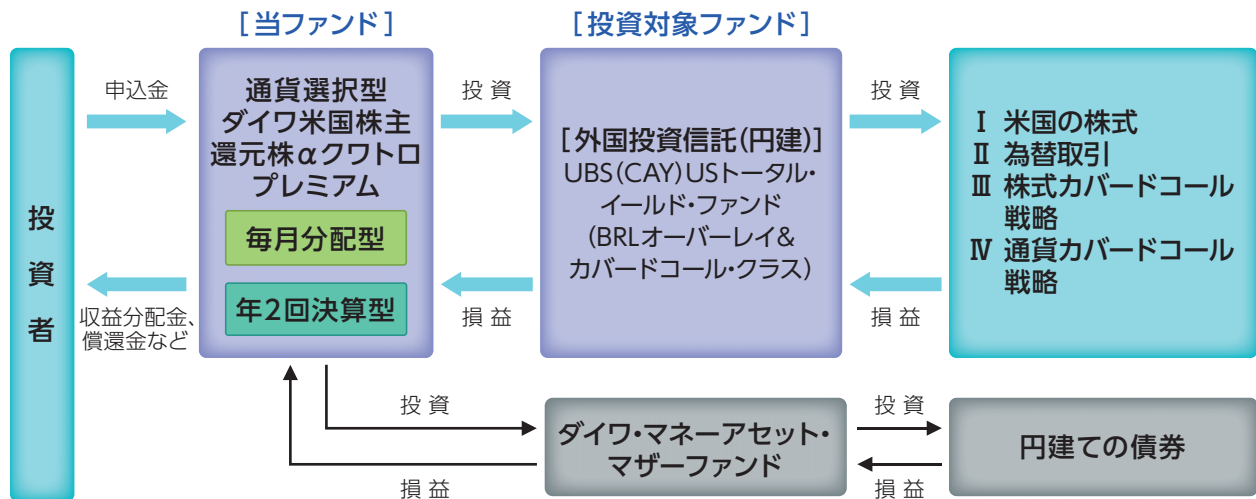 [当ファンド]
[投資対象ファンド]
投資者
申込金
収益分配金、
償還金など
通貨選択型
ダイワ米国株主
還元株αクワトロ
プレミアム
毎月分配型
年2回決算型
投 資
損 益
[外国投資信託(円建)]
UBS(CAY)USトータル・
イールド・ファンド
(BRLオーバーレイ&
カバードコール・クラス)
投 資
損 益
Ⅰ 米国の株式
Ⅱ 為替取引
Ⅲ 株式カバードコール
戦略
Ⅳ 通貨カバードコール
戦略
投 資
損 益
ダイワ・マネーアセット・
マザーファンド
投 資
損 益
円建ての債券